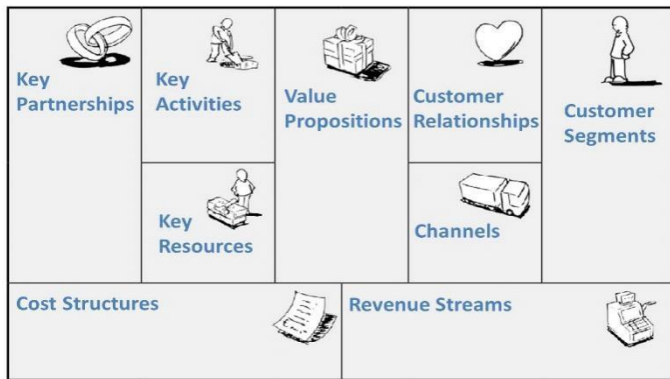 Key
Partnerships
Key
Activities
Key
Resources
Value
Propositions
Customer
Relationships
Channels
Customer
Segments
Cost Structures
Revenue Streams